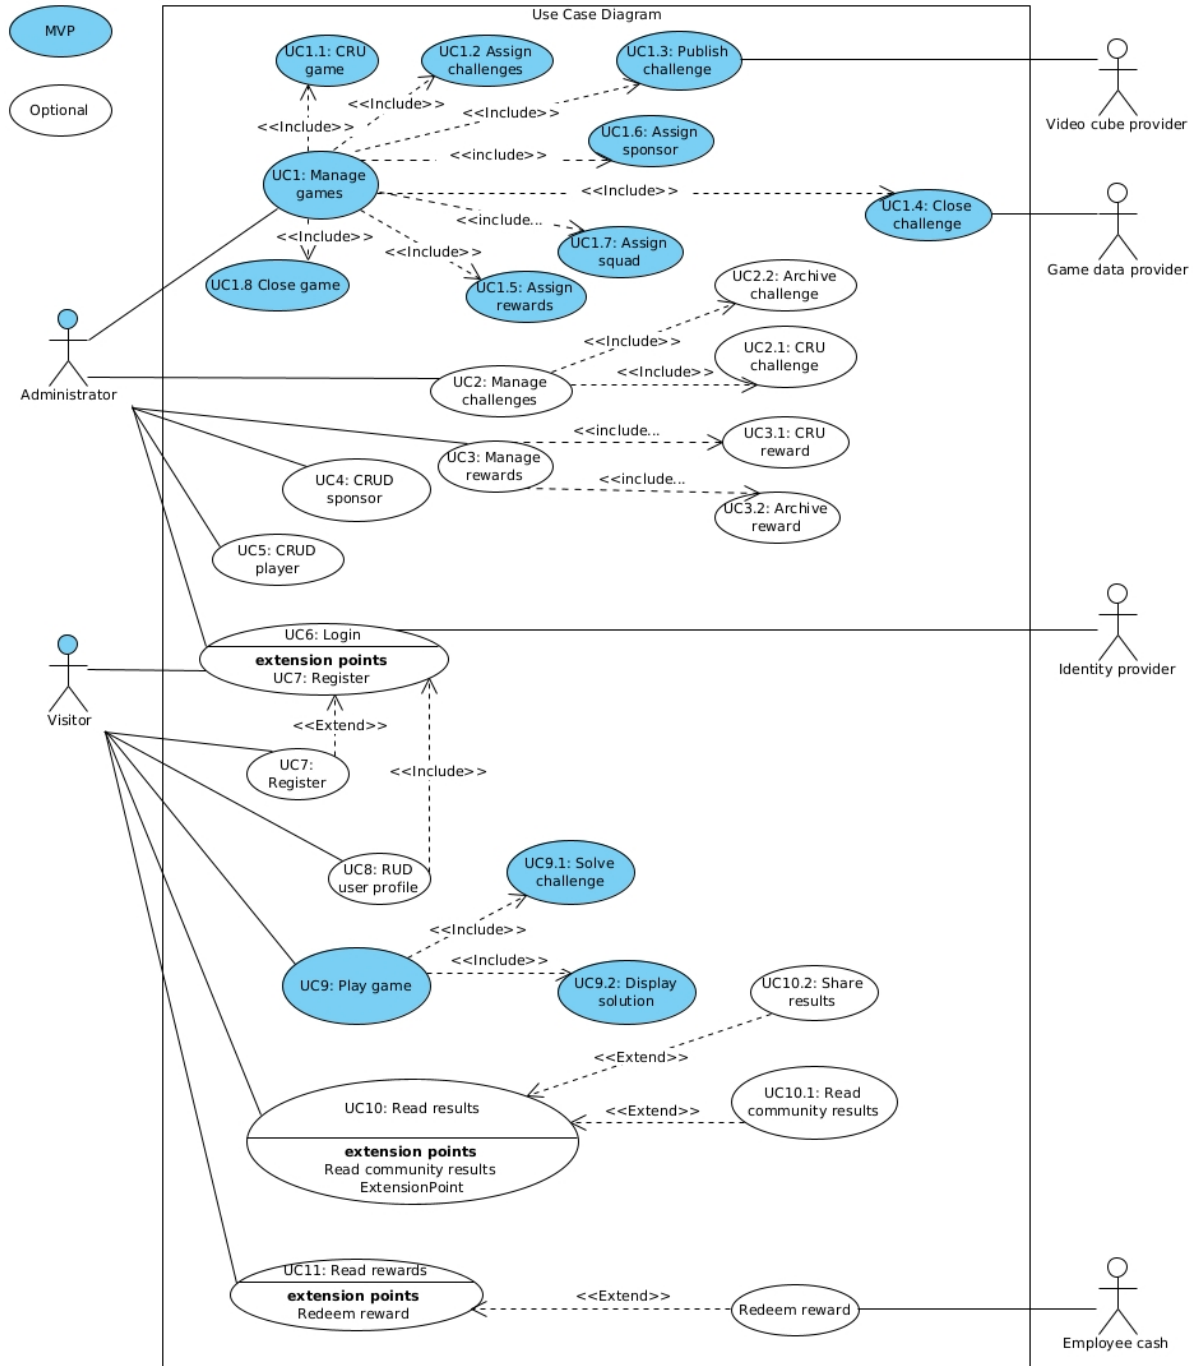 Use Case Diagram
MVP
Optional
UC1.1: CRU
game
UC1.2 Assign
challenges
UC1.3: Publish
challenge
Video cube provider
<<Include>>
<<Include>>
<<Include>>
UC1.6: Assign
sponsor
<<include>>
UC1: Manage
games
<<Include>>
UC1.4: Close
challenge
Game data provider
<<include...
UC1.7: Assign
squad
<<Include>>
<<Include>>
UC1.8 Close game
UC1.5: Assign
rewards
UC2.2: Archive
challenge
Administrator
<<Include>>
UC2.1: CRU
challenge
<<Include>>
UC2: Manage
challenges
<<include...
UC3.1: CRU
reward
UC3: Manage
rewards
<<include...
UC3.2: Archive
reward
UC4: CRUD
sponsor
UC5: CRUD
player
UC6: Login
extension points
UC7: Register
Identity provider
Visitor
<<Extend>>
UC7:
Register
<<Include>>
UC8: RUD
user profile
UC9.1: Solve
challenge
<<Include>>
<<Include>>
UC9: Play game
UC9.2: Display
solution
UC10.2: Share
results
<<Extend>>
UC10: Read results
extension points
Read community results
ExtensionPoint
<<Extend>>
UC10.1: Read
community results
UC11: Read rewards
extension points
Redeem reward
<<Extend>>
Redeem reward
Employee cash